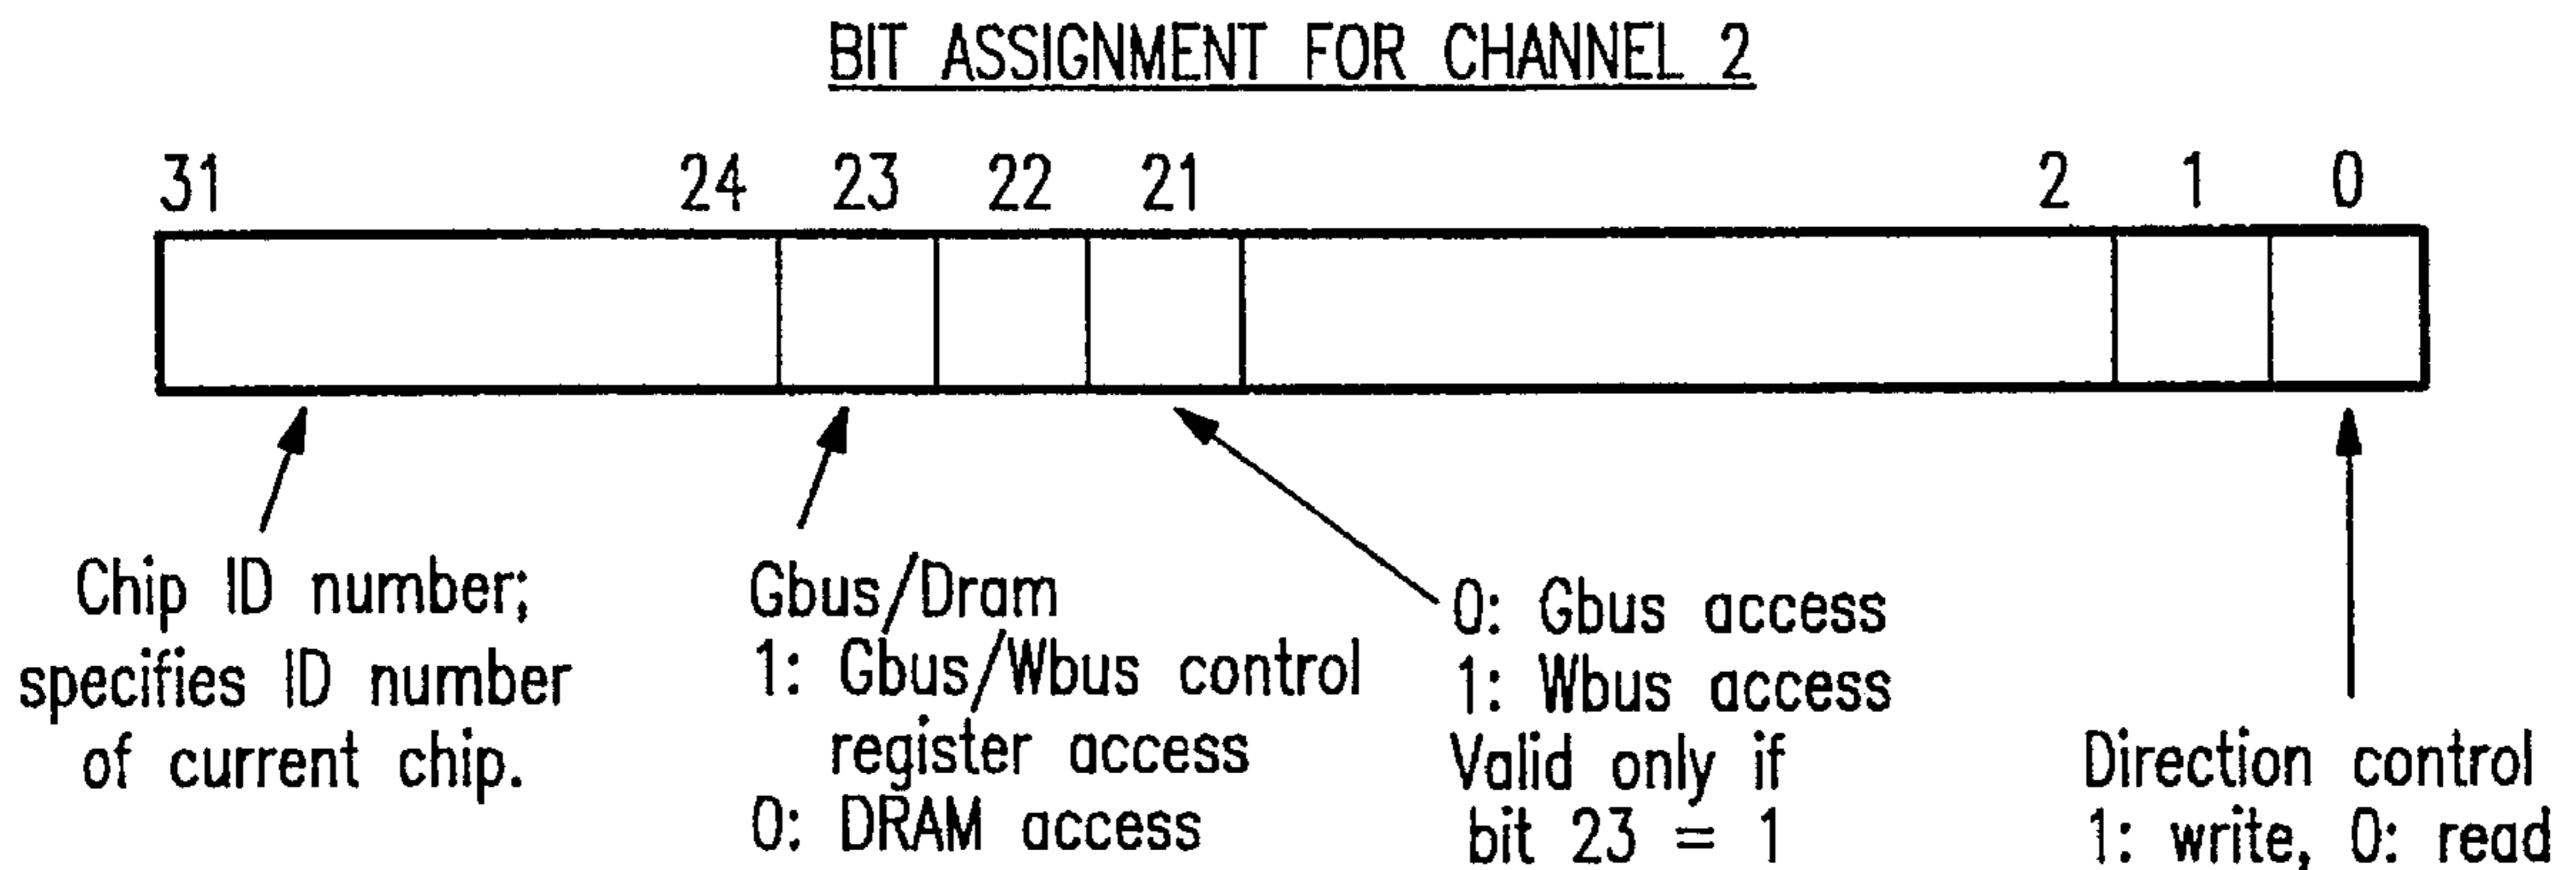 BIT ASSIGNMENT FOR CHANNEL 2
31 24 23 22 21 2 1 0
Chip ID number;
specifies ID number
of current chip.
Gbus/Dram
1: Gbus/Wbus control
register access
0: DRAM access
0: Gbus access
1: Wbus access
Valid only if
bit 23 = 1
Direction control
1: write, 0: read